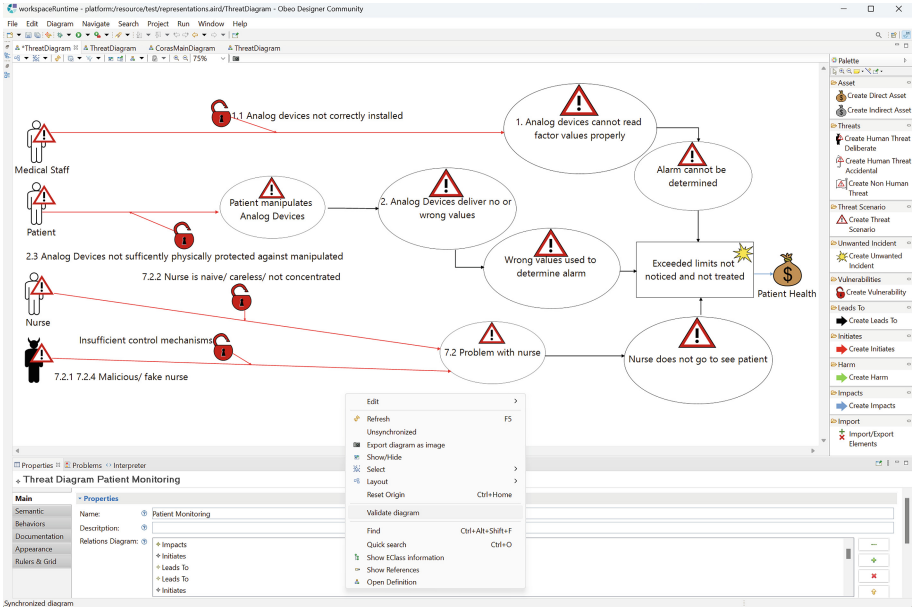 workspaceRuntime - platform:/resource/test/representations.aird/ThreatDiagram - Obeo Designer Community
File Edit Diagram Navigate Search Project Run Window Help
*ThreatDiagram ThreatDiagram CorasMainDiagram ThreatDiagram
75%
1.1 Analog devices not correctly installed
Medical Staff
1. Analog devices cannot read
factor values properly
Alarm cannot be
determined
Patient
Patient manipulates
Analog Devices
2. Analog Devices deliver no or
wrong values
2.3 Analog Devices not sufficently physically protected against manipulated
Wrong values used to
determine alarm
Exceeded limits not
noticed and not treated
Patient Health
7.2.2 Nurse is naive/ careless/ not concentrated
Nurse
Insufficient control mechanisms
7.2 Problem with nurse
Nurse does not go to see patient
7.2.1 7.2.4 Malicious/ fake nurse
Palette
Asset
Create Direct Asset
Create Indirect Asset
Threats
Create Human Threat
Deliberate
Create Human Threat
Accidental
Create Non Human
Threat
Threat Scenario
Create Threat
Scenario
Unwanted Incident
Create Unwanted
Incident
Vulnerabilities
Create Vulnerability
Leads To
Create Leads To
Initiates
Create Initiates
Harm
Create Harm
Impacts
Create Impacts
Import
Import/Export
Elements
Edit
Refresh F5
Unsynchronized
Export diagram as image
Show/Hide
Select
Layout
Reset Origin Ctrl+Home
Validate diagram
Find Ctrl+Alt+Shift+F
Quick search Ctrl+O
Show EClass information
Show References
Open Definition
Properties Problems Interpreter
Threat Diagram Patient Monitoring
Main
Semantic
Behaviors
Documentation
Appearance
Rulers & Grid
Properties
Name: Patient Monitoring
Descritpion:
Relations Diagram:
Impacts
Initiates
Leads To
Leads To
Initiates
Synchronized diagram